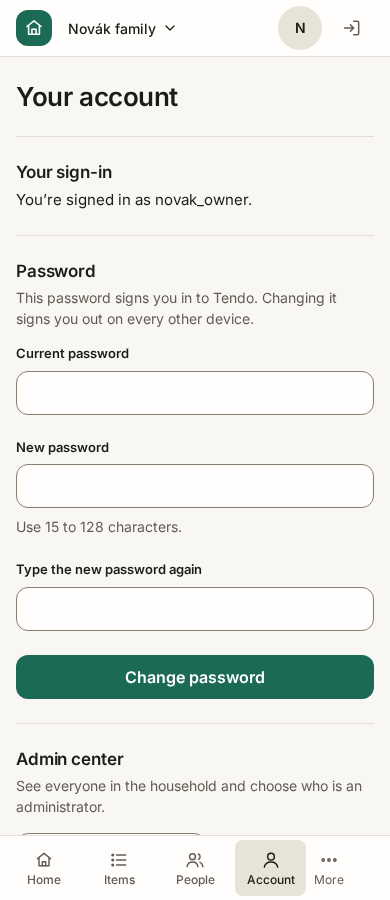 Novák family
N
Your account
Your sign-in
You’re signed in as novak_owner.
Password
This password signs you in to Tendo. Changing it
signs you out on every other device.
Current password
New password
Use 15 to 128 characters.
Type the new password again
Change password
Admin center
See everyone in the household and choose who is an
administrator.
Home
Items
People
Account
More